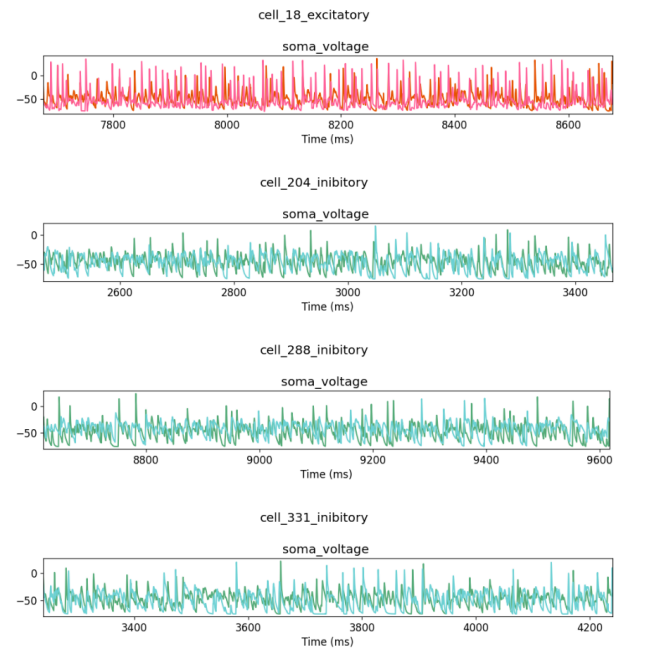 cell_18_excitatory
soma_voltage
0
−50
7800 8000 8200 8400 8600
Time (ms)
cell_204_inibitory
soma_voltage
0
−50
2600 2800 3000 3200 3400
Time (ms)
cell_288_inibitory
soma_voltage
0
−50
8800 9000 9200 9400 9600
Time (ms)
cell_331_inibitory
soma_voltage
0
−50
3400 3600 3800 4000 4200
Time (ms)